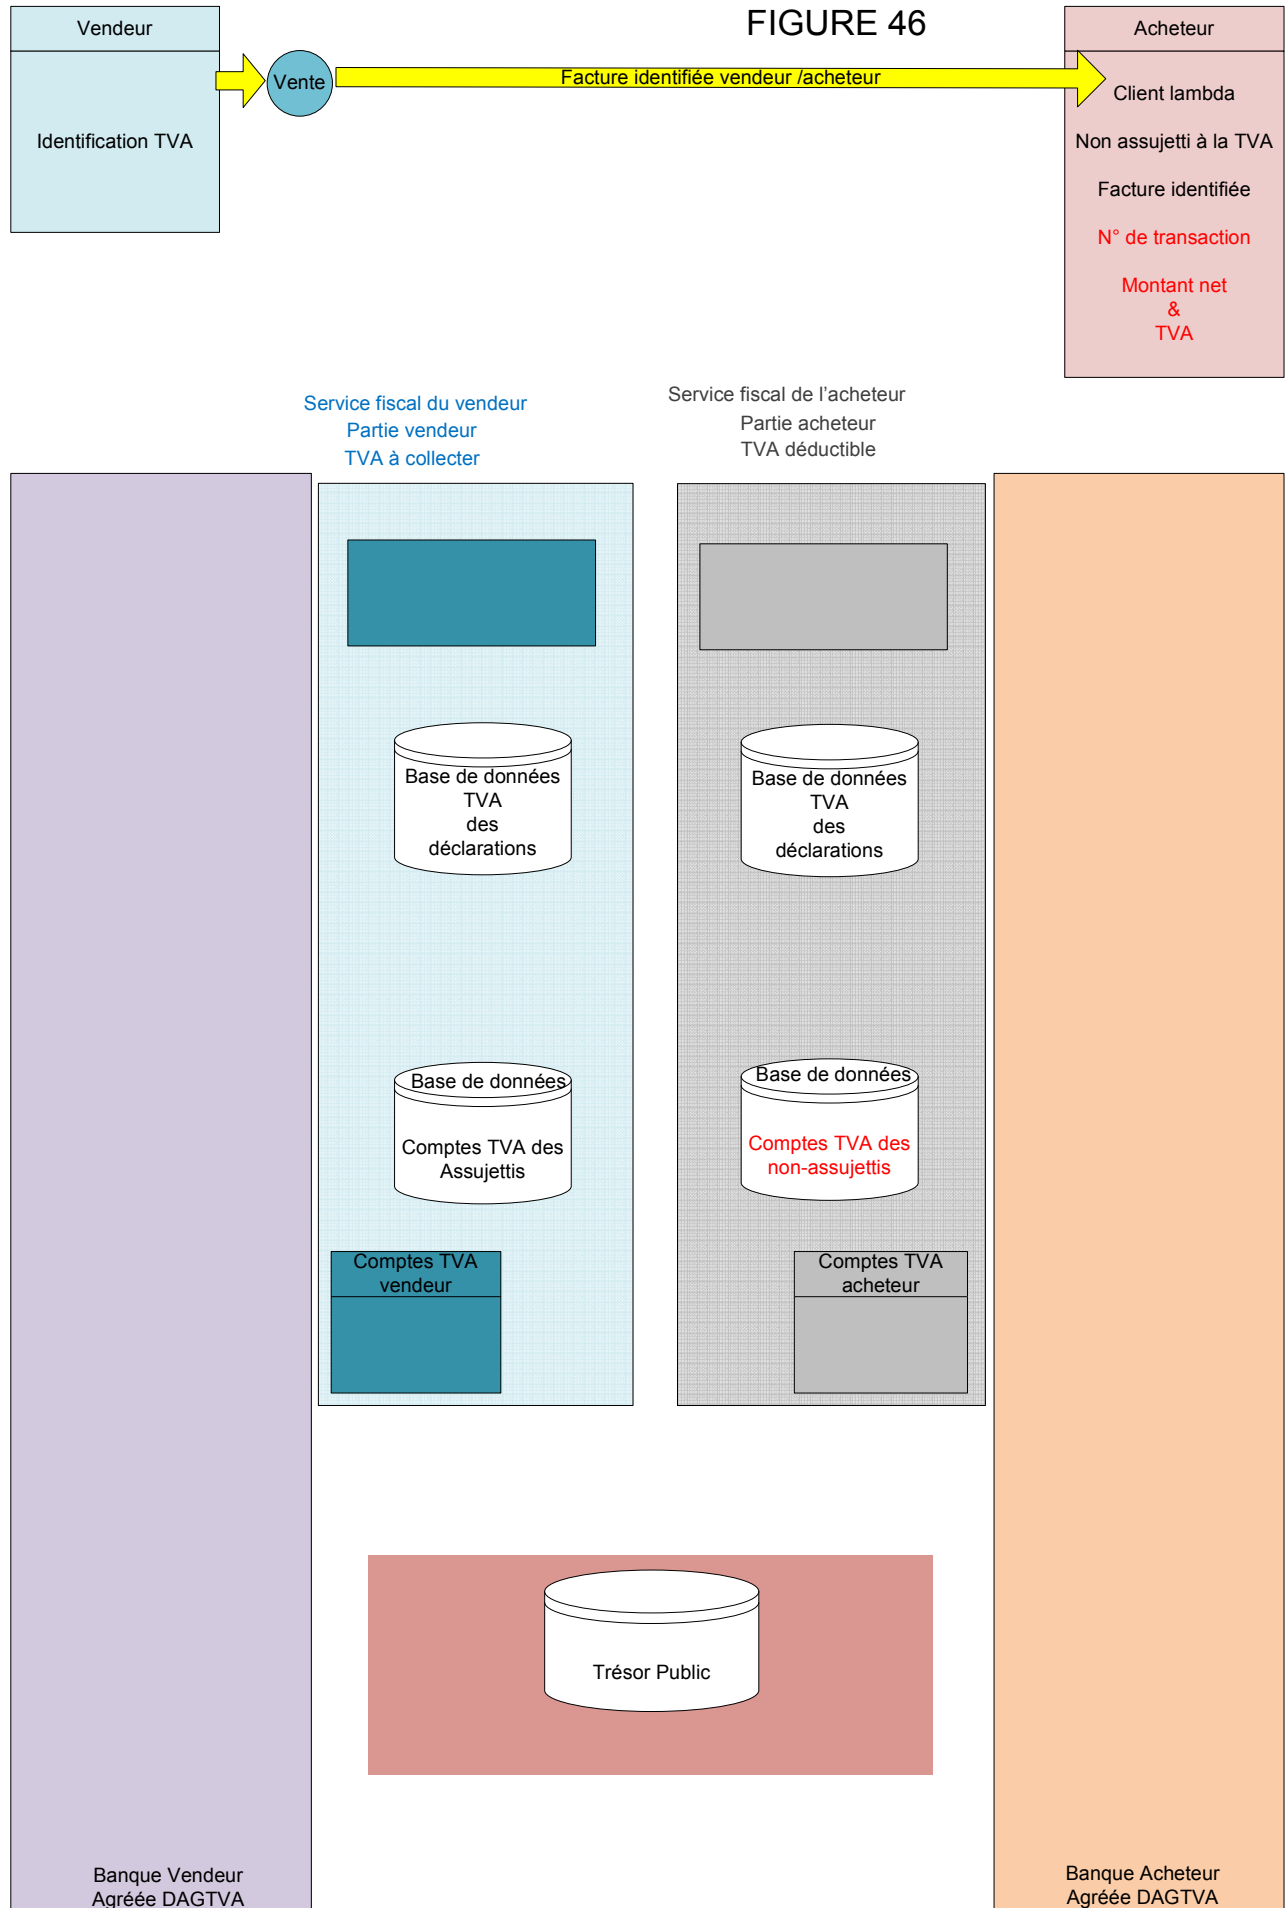 FIGURE 46
Vendeur
Identification TVA
Vente
Facture identifiée vendeur /acheteur
Acheteur
Client lambda
Non assujetti à la TVA
Facture identifiée
N° de transaction
Montant net
&
TVA
Service fiscal du vendeur
Partie vendeur
TVA à collecter
Service fiscal de l’acheteur
Partie acheteur
TVA déductible
Base de données
TVA
des
déclarations
Base de données
TVA
des
déclarations
Base de données
Comptes TVA des
Assujettis
Base de données
Comptes TVA des
non-assujettis
Comptes TVA
vendeur
Comptes TVA
acheteur
Trésor Public
Banque Vendeur
Agréée DAGTVA
Banque Acheteur
Agréée DAGTVA